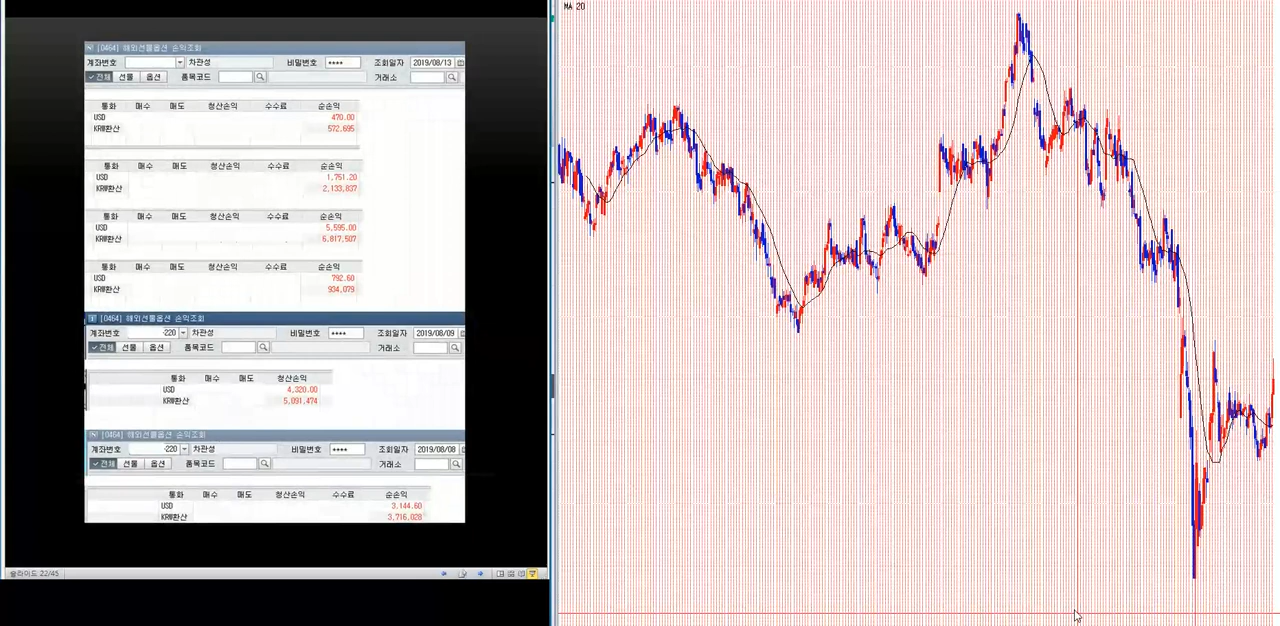 MA 20
[0464] 해외선물옵션 손익조회
계좌번호 차관성 비밀번호 **** 조회일자 2019/08/13
전체 선물 옵션 품목코드 거래소
통화 매수 매도 청산손익 수수료 순손익
USD 470.00
KRW환산 572,695
통화 매수 매도 청산손익 수수료 순손익
USD 1,751.20
KRW환산 2,133,837
통화 매수 매도 청산손익 수수료 순손익
USD 5,595.00
KRW환산 6,817,507
통화 매수 매도 청산손익 수수료 순손익
USD 792.60
KRW환산 934,079
[0464] 해외선물옵션 손익조회
계좌번호 -220 차관성 비밀번호 **** 조회일자 2019/08/09
전체 선물 옵션 품목코드 거래소
통화 매수 매도 청산손익
USD 4,320.00
KRW환산 5,091,474
[0464] 해외선물옵션 손익조회
계좌번호 -220 차관성 비밀번호 **** 조회일자 2019/08/08
전체 선물 옵션 품목코드 거래소
통화 매수 매도 청산손익 수수료 순손익
USD 3,144.60
KRW환산 3,716,028
슬라이드 22/45